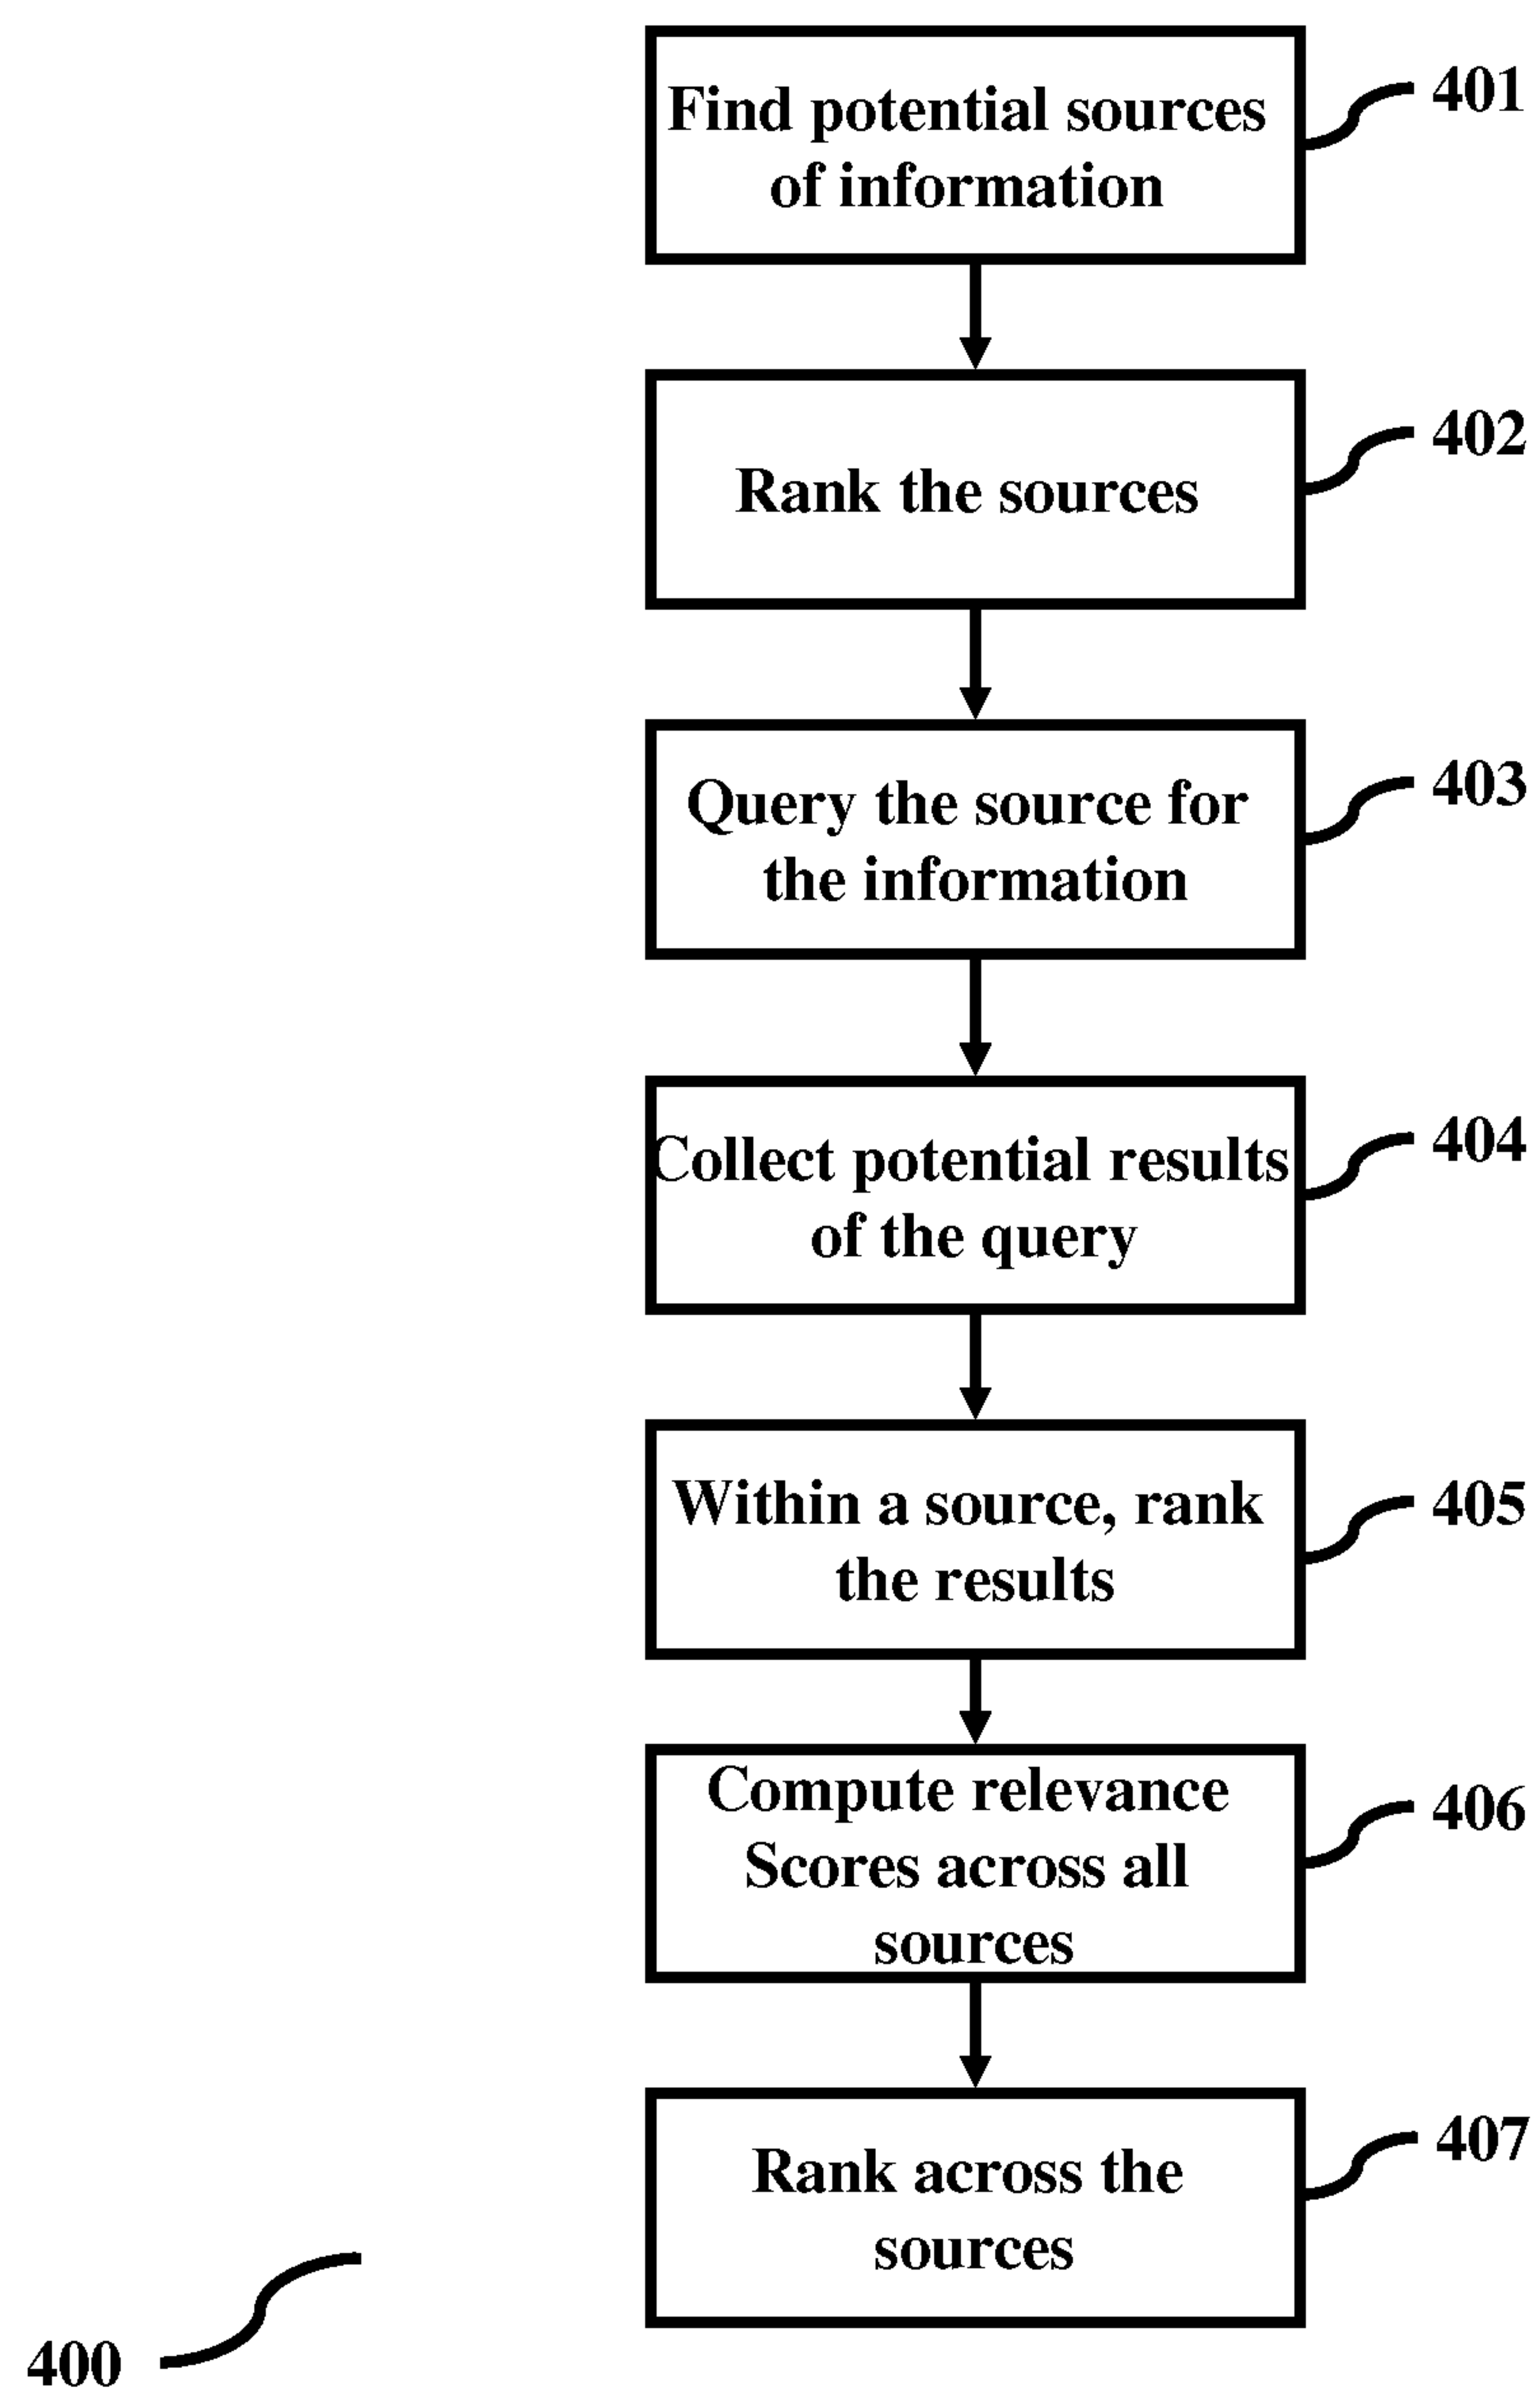 Find potential sources
of information
401
Rank the sources
402
Query the source for
the information
403
Collect potential results
of the query
404
Within a source, rank
the results
405
Compute relevance
Scores across all
sources
406
Rank across the
sources
407
400